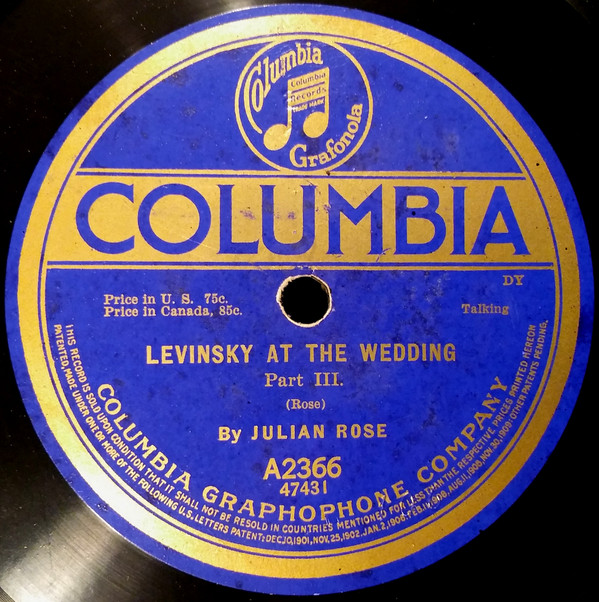 Columbia
Columbia
Records
TRADE MARK
Grafonola
COLUMBIA
DY
Price in U. S. 75c.
Price in Canada, 85c.
Talking
LEVINSKY AT THE WEDDING
Part III.
(Rose)
By JULIAN ROSE
A2366
47431
COLUMBIA GRAPHOPHONE COMPANY
THIS RECORD IS SOLD UPON CONDITION THAT IT SHALL NOT BE RESOLD IN COUNTRIES MENTIONED FOR LESS THAN THE RESPECTIVE PRICES PRINTED HEREON
PATENTED, MADE UNDER ONE OR MORE OF THE FOLLOWING U.S. LETTERS PATENT: DEC.10,1901, NOV.25,1902. JAN.2,1906. FEB.11,1908, AUG.11,1908, NOV.30,1909. OTHER PATENTS PENDING.